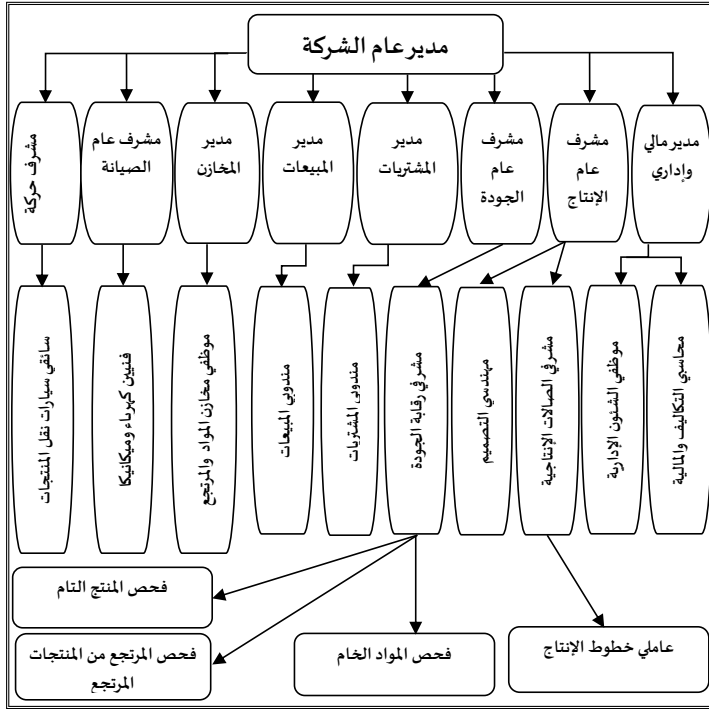 مدير عام الشركة
مدير مالي
وإداري
مشرف
عام
الإنتاج
مشرف
عام
الجودة
مدير
المشتريات
مدير
المبيعات
مدير
المخازن
مشرف عام
الصيانة
مشرف حركة
محاسبي التكاليف والمالية
موظفي الشئون الإدارية
مشرفي الصالات الإنتاجية
مهندسي التصميم
مشرفي رقابة الجودة
مندوبي المشتريات
مندوبي المبيعات
موظفي مخازن المواد والمرتجع
فنيين كهرباء وميكانيكا
سائقي سيارات نقل المنتجات
فحص المنتج التام
عاملي خطوط الإنتاج
فحص المواد الخام
فحص المرتجع من المنتجات
المرتجع